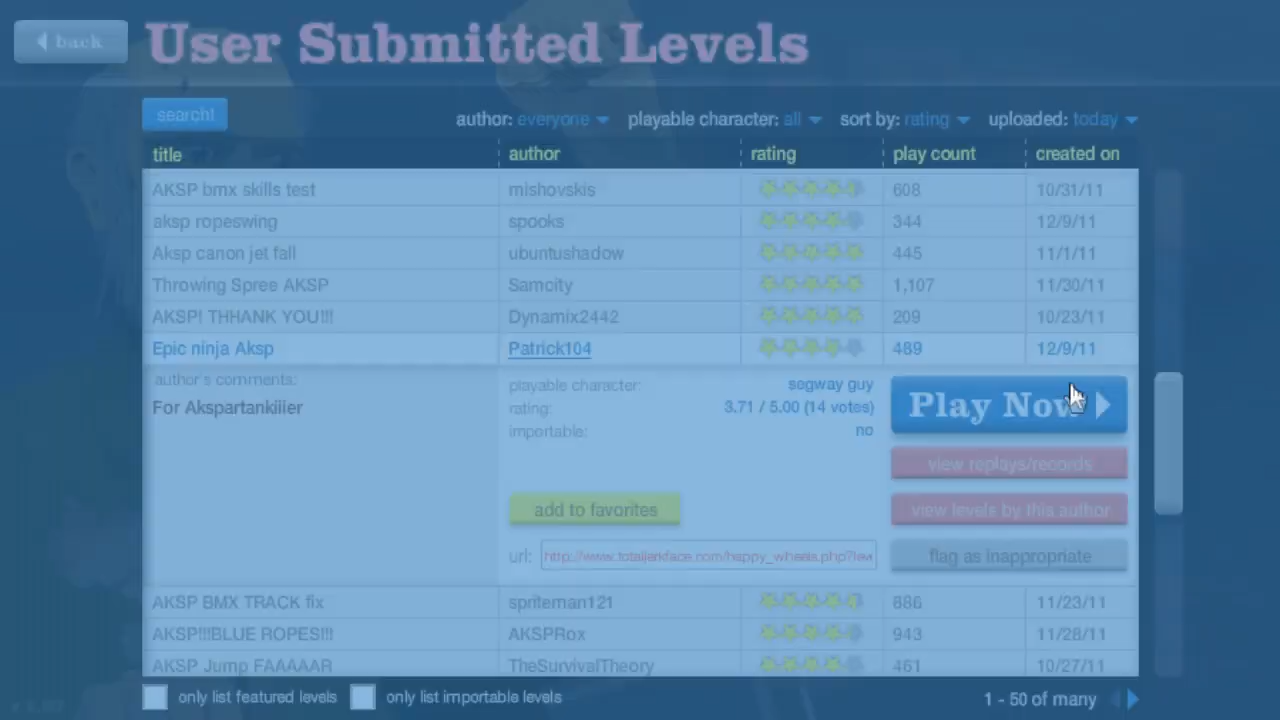 back
User Submitted Levels
search!
author: everyone playable character: all sort by: rating uploaded: today
title author rating play count created on
AKSP bmx skills test mishovskis 608 10/31/11
aksp ropeswing spooks 344 12/9/11
Aksp canon jet fall ubuntushadow 445 11/1/11
Throwing Spree AKSP Samcity 1,107 11/30/11
AKSP! THHANK YOU!!! Dynamix2442 209 10/23/11
Epic ninja Aksp Patrick104 489 12/9/11
author's comments:
For Akspartankiiier
playable character: segway guy
rating: 3.71 / 5.00 (14 votes)
importable: no
Play Now
view replays/records
add to favorites
view levels by this author
url: http://www.totaljerkface.com/happy_wheels.php?lev
flag as inappropriate
AKSP BMX TRACK fix spriteman121 886 11/23/11
AKSP!!!BLUE ROPES!!! AKSPRox 943 11/28/11
AKSP Jump FAAAAR TheSurvivalTheory 461 10/27/11
only list featured levels only list importable levels 1 - 50 of many